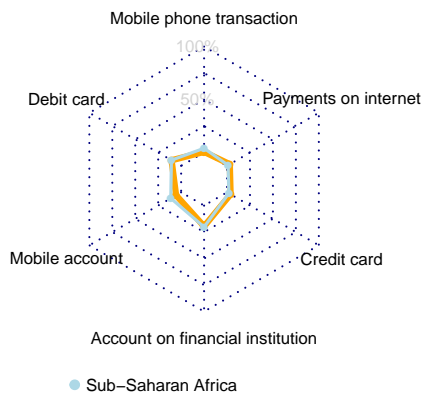 Mobile phone transaction
100%
Debit card
50%
Payments on internet
Mobile account
Credit card
Account on financial institution
Sub−Saharan Africa